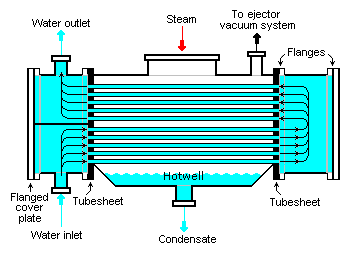 Water outlet
Steam
To ejector
vacuum system
Flanges
Hotwell
Flanged
cover
plate
Tubesheet
Tubesheet
Water inlet
Condensate